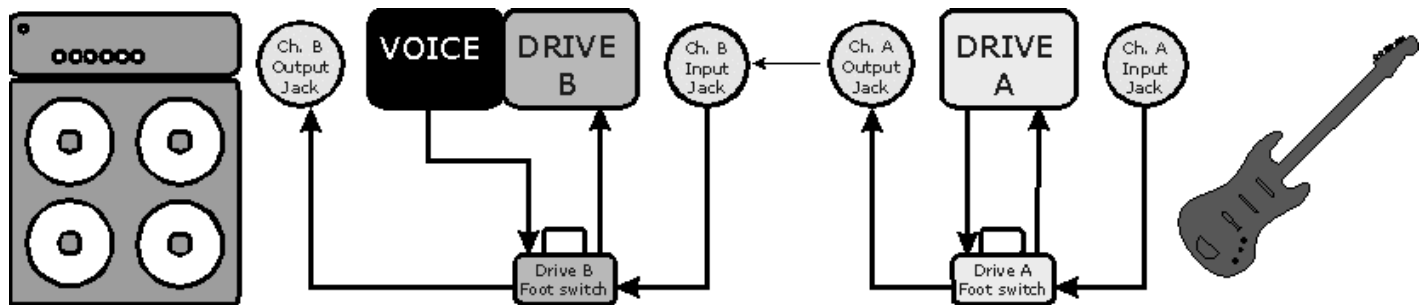 Ch. B
Output
Jack
VOICE
DRIVE
B
Ch. B
Input
Jack
Ch. A
Output
Jack
DRIVE
A
Ch. A
Input
Jack
Drive B
Foot switch
Drive A
Foot switch